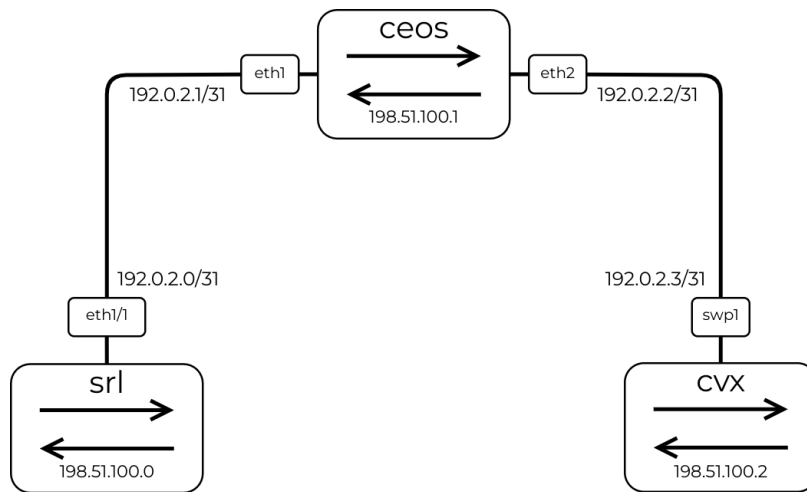 ceos
eth1
eth2
192.0.2.1/31
192.0.2.2/31
198.51.100.1
192.0.2.0/31
192.0.2.3/31
eth1/1
swp1
srl
cvx
198.51.100.0
198.51.100.2